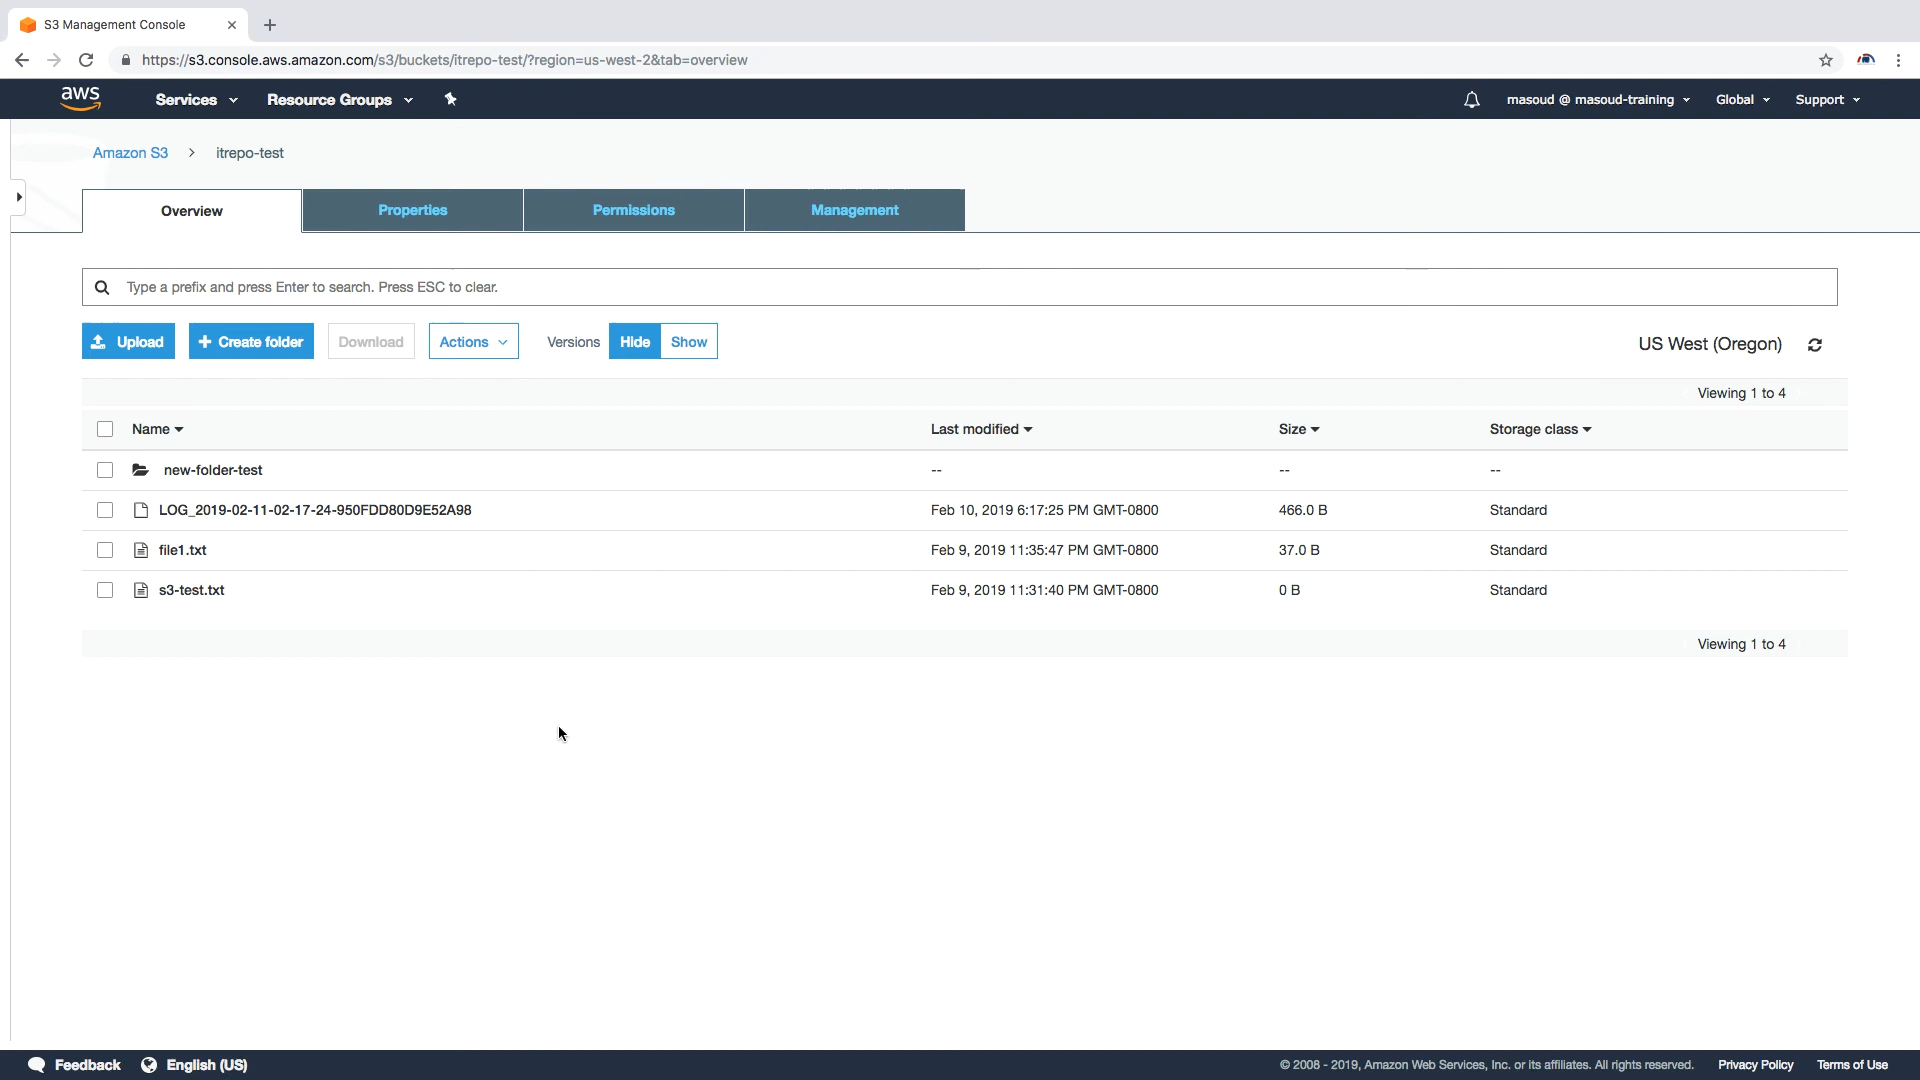 S3 Management Console
https://s3.console.aws.amazon.com/s3/buckets/itrepo-test/?region=us-west-2&tab=overview
aws Services Resource Groups masoud @ masoud-training Global Support
Amazon S3 > itrepo-test
Overview Properties Permissions Management
Type a prefix and press Enter to search. Press ESC to clear.
Upload + Create folder Download Actions Versions Hide Show US West (Oregon)
Viewing 1 to 4
Name Last modified Size Storage class
new-folder-test -- -- --
LOG_2019-02-11-02-17-24-950FDD80D9E52A98 Feb 10, 2019 6:17:25 PM GMT-0800 466.0 B Standard
file1.txt Feb 9, 2019 11:35:47 PM GMT-0800 37.0 B Standard
s3-test.txt Feb 9, 2019 11:31:40 PM GMT-0800 0 B Standard
Viewing 1 to 4
Feedback English (US) © 2008 - 2019, Amazon Web Services, Inc. or its affiliates. All rights reserved. Privacy Policy Terms of Use